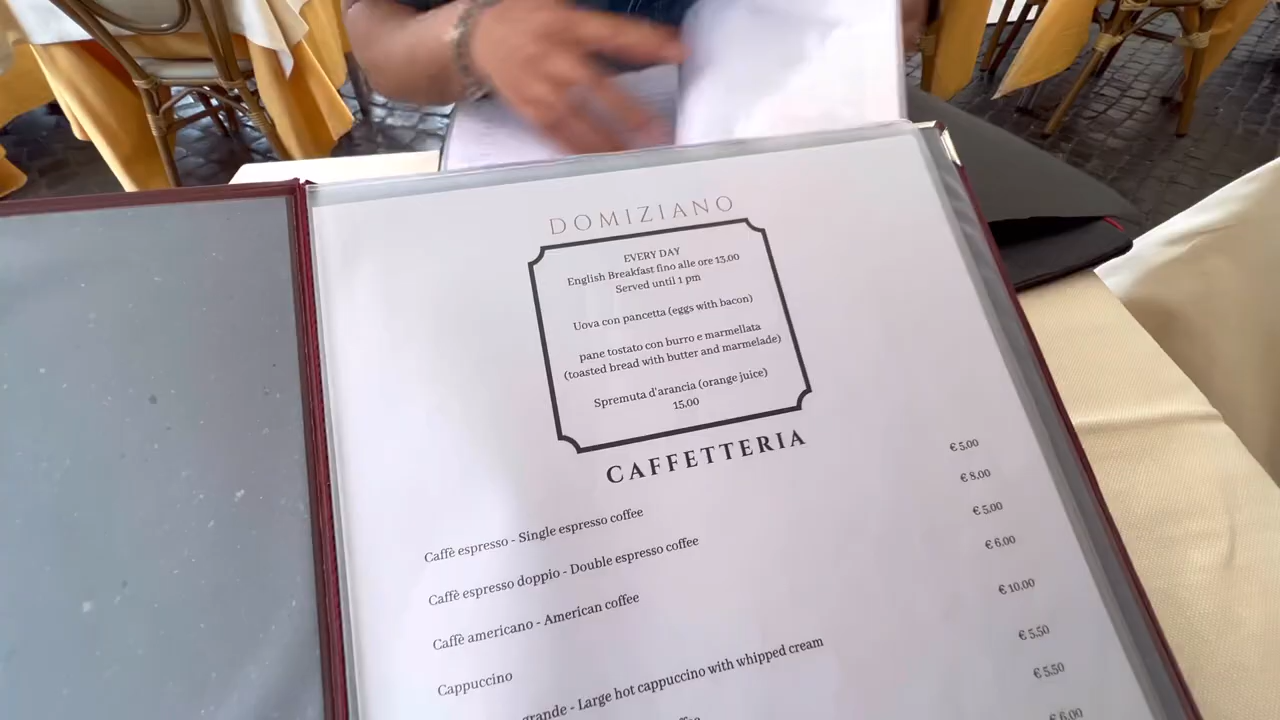 DOMIZIANO
EVERY DAY
English Breakfast fino alle ore 13.00
Served until 1 pm
Uova con pancetta (eggs with bacon)
pane tostato con burro e marmellata
(toasted bread with butter and marmelade)
Spremuta d'arancia (orange juice)
15.00
CAFFETTERIA
Caffè espresso - Single espresso coffee € 5.00
Caffè espresso doppio - Double espresso coffee € 8.00
Caffè americano - American coffee € 5.00
Cappuccino € 6.00
grande - Large hot cappuccino with whipped cream € 10.00
€ 5.50
€ 5.50
€ 6.00